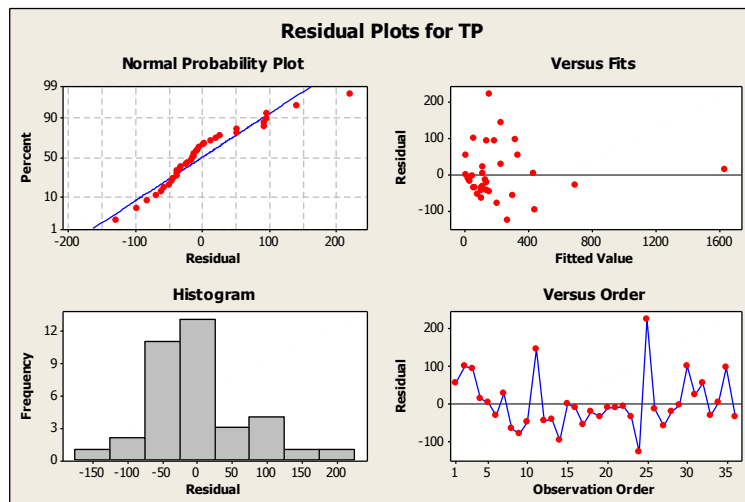 Residual Plots for TP
Normal Probability Plot
Percent
99
90
50
10
1
-200 -100 0 100 200
Residual
Versus Fits
Residual
200
100
0
-100
0 400 800 1200 1600
Fitted Value
Histogram
Frequency
12
9
6
3
0
-150 -100 -50 0 50 100 150 200
Residual
Versus Order
Residual
200
100
0
-100
1 5 10 15 20 25 30 35
Observation Order